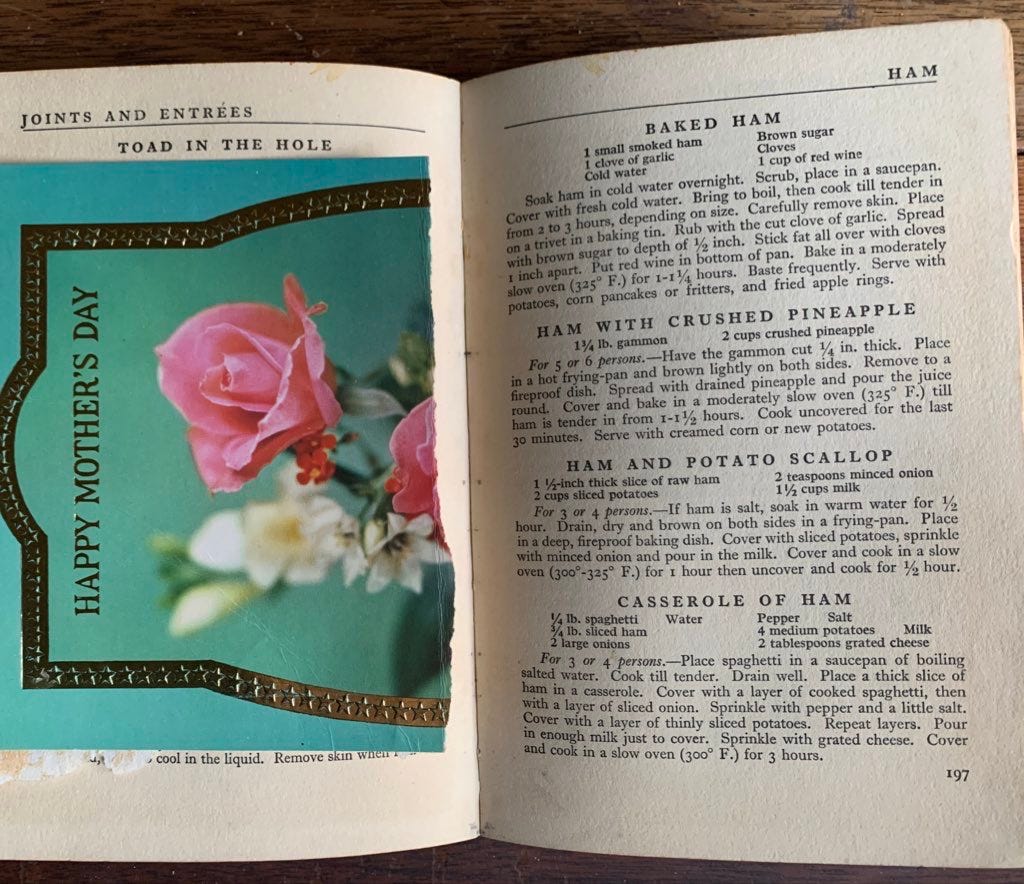 JOINTS AND ENTRÉES
TOAD IN THE HOLE
HAPPY MOTHER'S DAY
cool in the liquid. Remove skin when
HAM
BAKED HAM
1 small smoked ham Brown sugar
1 clove of garlic Cloves
Cold water 1 cup of red wine
Soak ham in cold water overnight. Scrub, place in a saucepan.
Cover with fresh cold water. Bring to boil, then cook till tender in
from 2 to 3 hours, depending on size. Carefully remove skin. Place
on a trivet in a baking tin. Rub with the cut clove of garlic. Spread
with brown sugar to depth of ½ inch. Stick fat all over with cloves
1 inch apart. Put red wine in bottom of pan. Bake in a moderately
slow oven (325° F.) for 1-1¼ hours. Baste frequently. Serve with
potatoes, corn pancakes or fritters, and fried apple rings.
HAM WITH CRUSHED PINEAPPLE
1¾ lb. gammon 2 cups crushed pineapple
For 5 or 6 persons.—Have the gammon cut ¼ in. thick. Place
in a hot frying-pan and brown lightly on both sides. Remove to a
fireproof dish. Spread with drained pineapple and pour the juice
round. Cover and bake in a moderately slow oven (325° F.) till
ham is tender in from 1-1½ hours. Cook uncovered for the last
30 minutes. Serve with creamed corn or new potatoes.
HAM AND POTATO SCALLOP
1 ½-inch thick slice of raw ham 2 teaspoons minced onion
2 cups sliced potatoes 1½ cups milk
For 3 or 4 persons.—If ham is salt, soak in warm water for ½
hour. Drain, dry and brown on both sides in a frying-pan. Place
in a deep, fireproof baking dish. Cover with sliced potatoes, sprinkle
with minced onion and pour in the milk. Cover and cook in a slow
oven (300°-325° F.) for 1 hour then uncover and cook for ½ hour.
CASSEROLE OF HAM
¼ lb. spaghetti Water Pepper Salt
¾ lb. sliced ham 4 medium potatoes Milk
2 large onions 2 tablespoons grated cheese
For 3 or 4 persons.—Place spaghetti in a saucepan of boiling
salted water. Cook till tender. Drain well. Place a thick slice of
ham in a casserole. Cover with a layer of cooked spaghetti, then
with a layer of sliced onion. Sprinkle with pepper and a little salt.
Cover with a layer of thinly sliced potatoes. Repeat layers. Pour
in enough milk just to cover. Sprinkle with grated cheese. Cover
and cook in a slow oven (300° F.) for 3 hours.
197